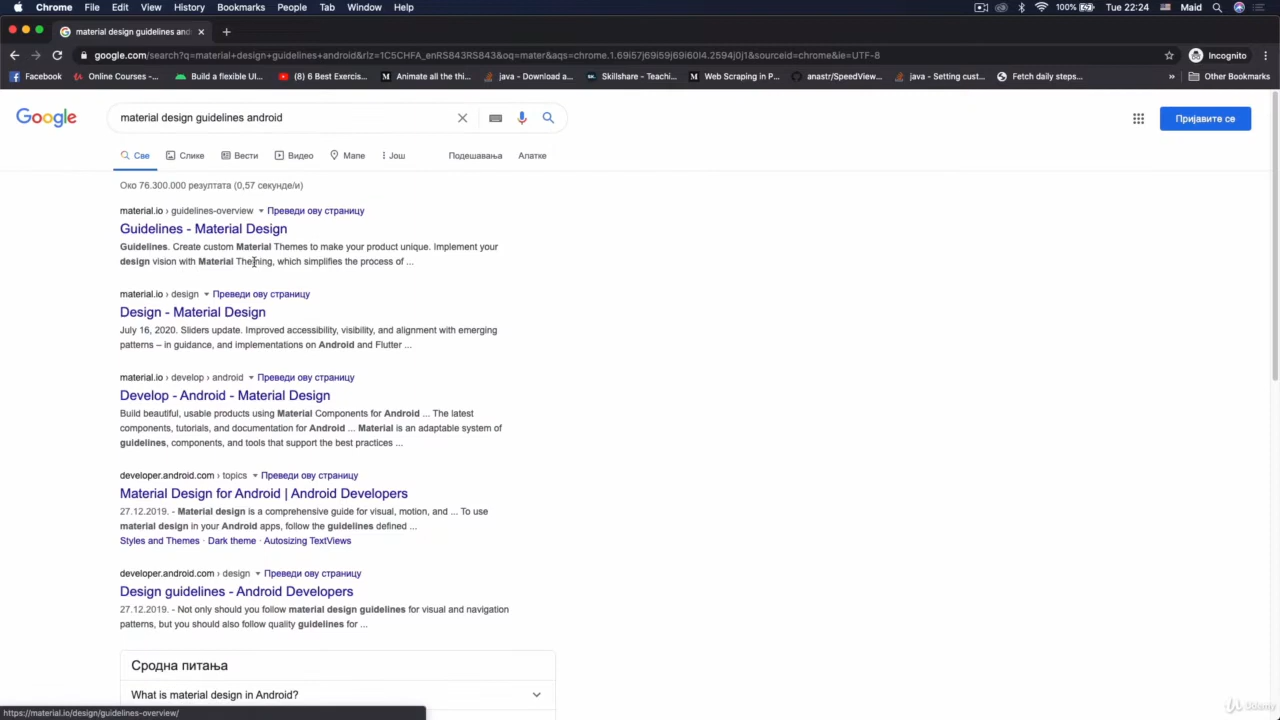 Chrome File Edit View History Bookmarks People Tab Window Help
100% Tue 22:24 Maid
material design guidelines and
google.com/search?q=material+design+guidelines+android&rlz=1C5CHFA_enRS843RS843&oq=mater&aqs=chrome.1.69i57j69i59j69i60l4.2594j0j1&sourceid=chrome&ie=UTF-8
Incognito
Facebook Online Courses -... Build a flexible UI... (8) 6 Best Exercis... Animate all the thi... java - Download a... Skillshare – Teachi... Web Scraping in P... anastr/SpeedView... java - Setting cust... Fetch daily steps... » Other Bookmarks
Google
material design guidelines android
Пријавите се
Све Слике Вести Видео Мапе Још Подешавања Алатке
Око 76.300.000 резултата (0,57 секунде/и)
material.io › guidelines-overview Преведи ову страницу
Guidelines - Material Design
Guidelines. Create custom Material Themes to make your product unique. Implement your
design vision with Material Theming, which simplifies the process of ...
material.io › design Преведи ову страницу
Design - Material Design
July 16, 2020. Sliders update. Improved accessibility, visibility, and alignment with emerging
patterns – in guidance, and implementations on Android and Flutter ...
material.io › develop › android Преведи ову страницу
Develop - Android - Material Design
Build beautiful, usable products using Material Components for Android ... The latest
components, tutorials, and documentation for Android ... Material is an adaptable system of
guidelines, components, and tools that support the best practices ...
developer.android.com › topics Преведи ову страницу
Material Design for Android | Android Developers
27.12.2019. - Material design is a comprehensive guide for visual, motion, and ... To use
material design in your Android apps, follow the guidelines defined ...
Styles and Themes · Dark theme · Autosizing TextViews
developer.android.com › design Преведи ову страницу
Design guidelines - Android Developers
27.12.2019. - Not only should you follow material design guidelines for visual and navigation
patterns, but you should also follow quality guidelines for ...
Сродна питања
What is material design in Android?
https://material.io/design/guidelines-overview/
Udemy